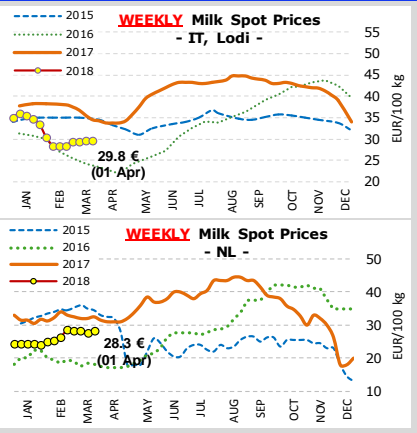 WEEKLY Milk Spot Prices
- IT, Lodi -
2015
2016
2017
2018
55
50
45
40
35
30
25
20
EUR/100 kg
29.8 €
(01 Apr)
JAN
FEB
MAR
APR
MAY
JUN
JUL
AUG
SEP
OCT
NOV
DEC
WEEKLY Milk Spot Prices
- NL -
2015
2016
2017
2018
50
40
30
20
10
EUR/100 kg
28.3 €
(01 Apr)
JAN
FEB
MAR
APR
MAY
JUN
JUL
AUG
SEP
OCT
NOV
DEC